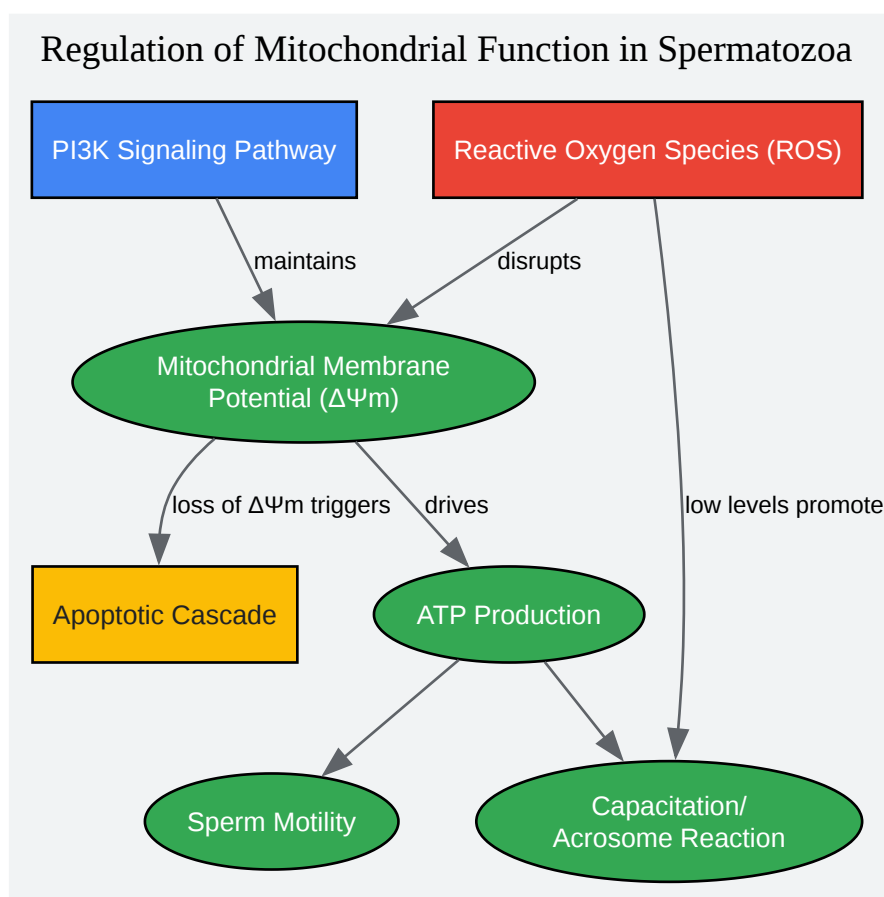 Regulation of Mitochondrial Function in Spermatozoa
PI3K Signaling Pathway
Reactive Oxygen Species (ROS)
maintains
disrupts
Mitochondrial Membrane
Potential (ΔΨm)
loss of ΔΨm triggers
drives
low levels promote
Apoptotic Cascade
ATP Production
Sperm Motility
Capacitation/
Acrosome Reaction